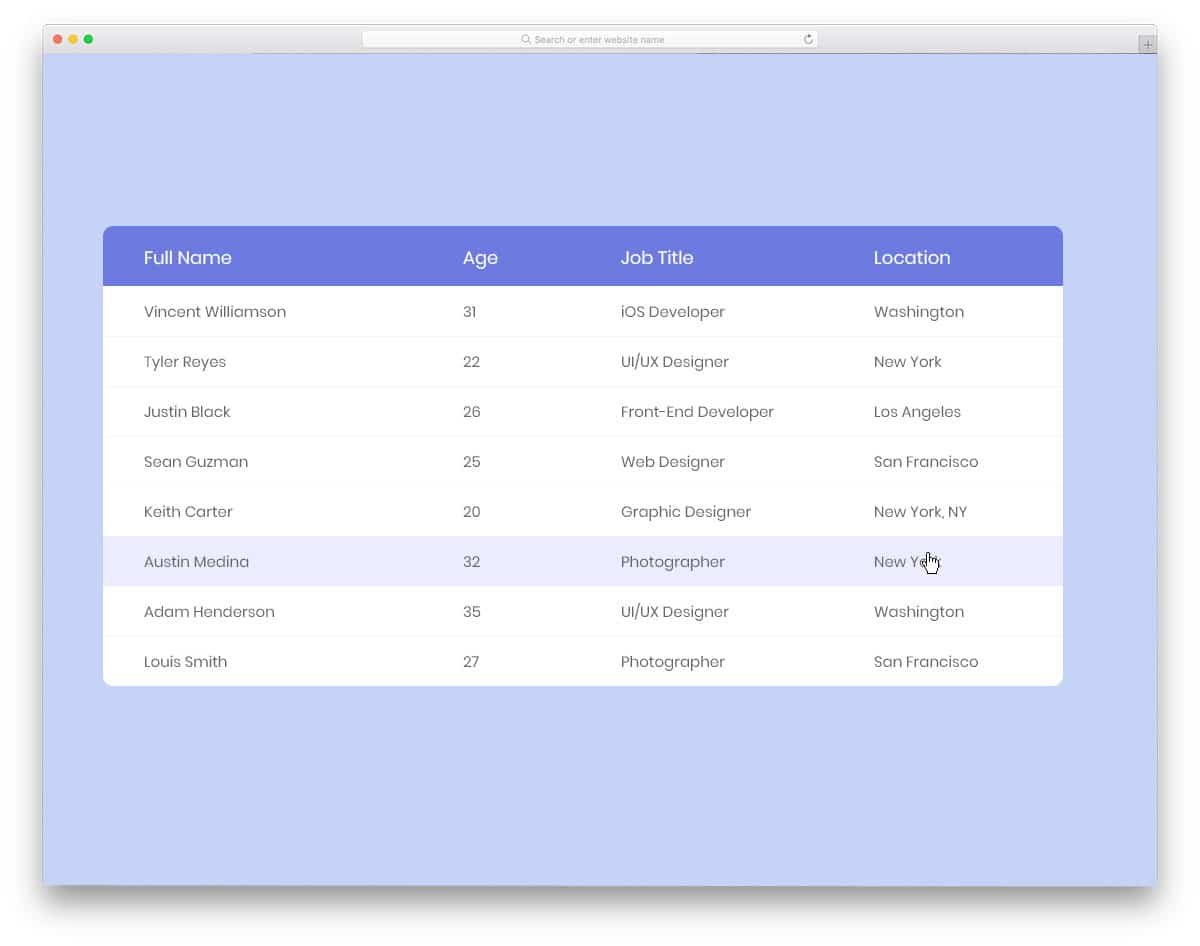 Search or enter website name
Full Name Age Job Title Location
Vincent Williamson 31 iOS Developer Washington
Tyler Reyes 22 UI/UX Designer New York
Justin Black 26 Front-End Developer Los Angeles
Sean Guzman 25 Web Designer San Francisco
Keith Carter 20 Graphic Designer New York, NY
Austin Medina 32 Photographer New York
Adam Henderson 35 UI/UX Designer Washington
Louis Smith 27 Photographer San Francisco